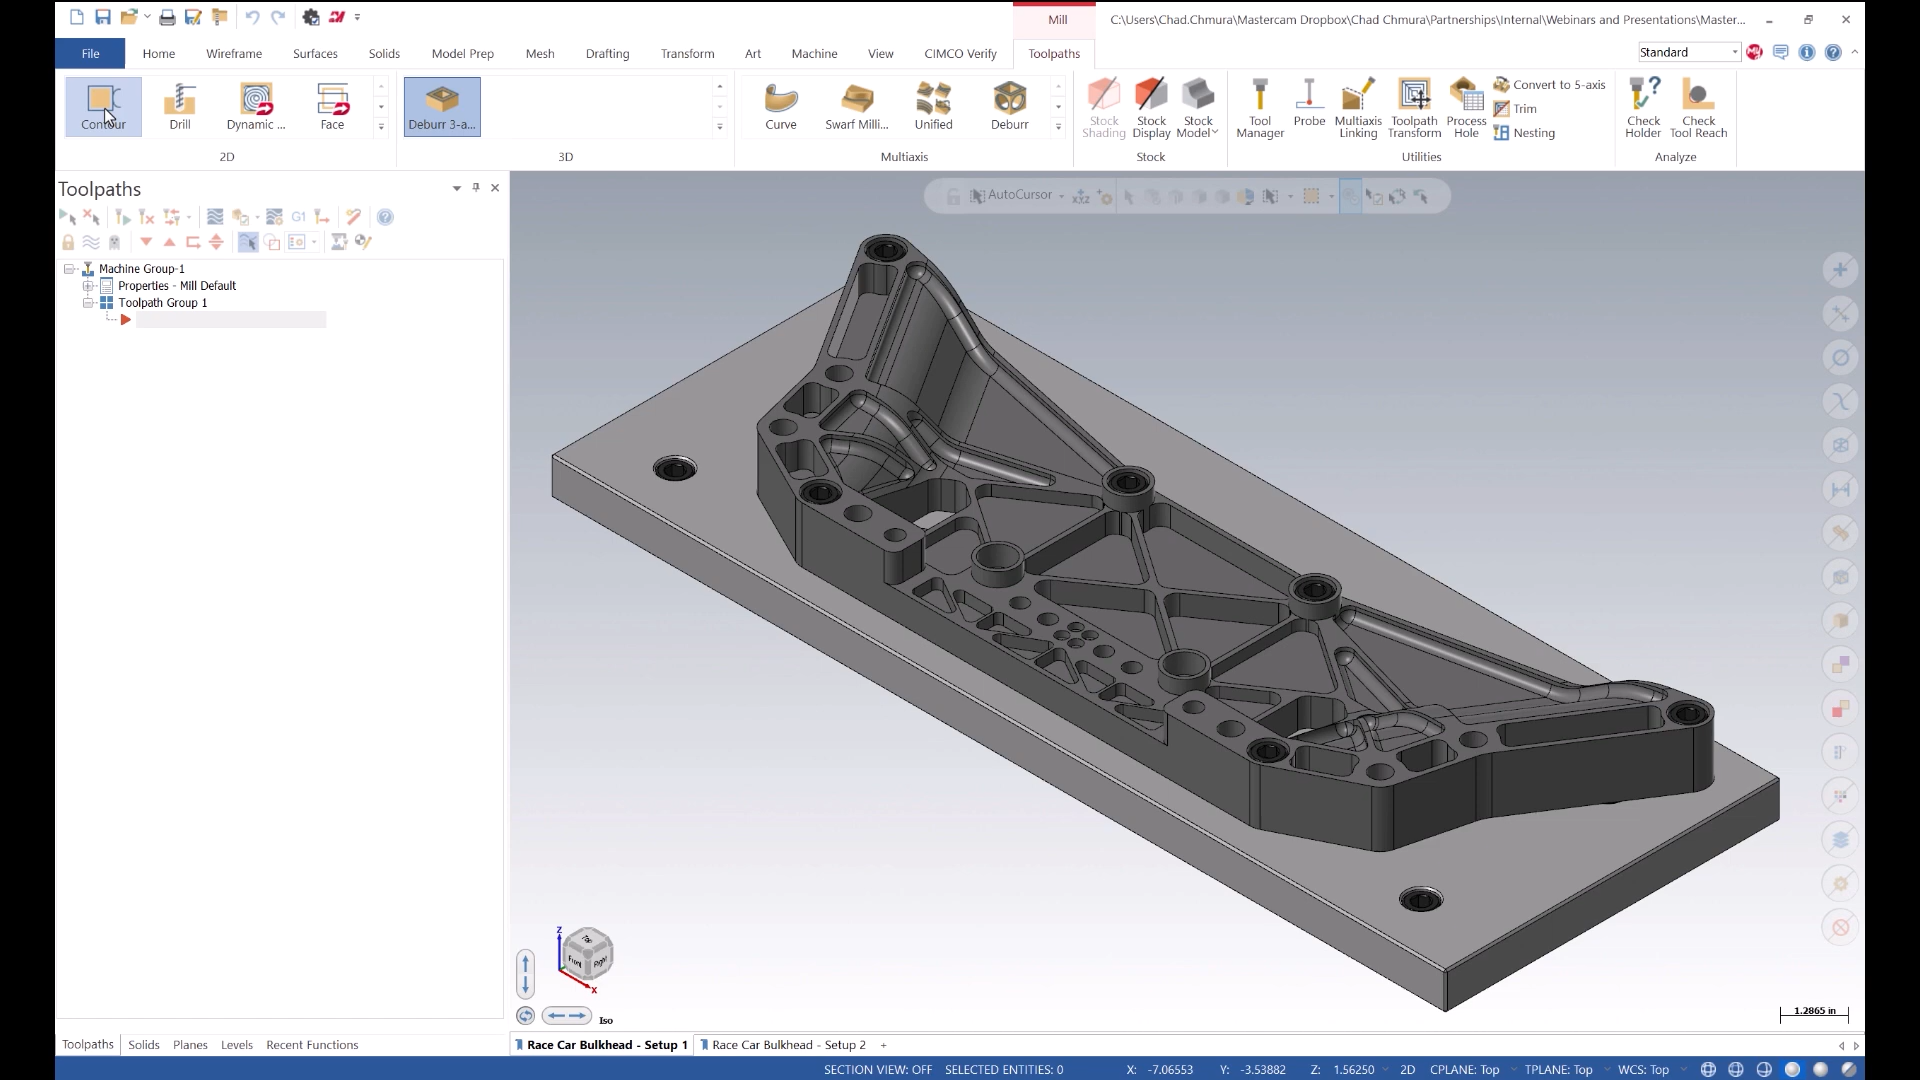 Mill
C:\Users\Chad.Chmura\Mastercam Dropbox\Chad Chmura\Partnerships\Internal\Webinars and Presentations\Master...
File Home Wireframe Surfaces Solids Model Prep Mesh Drafting Transform Art Machine View CIMCO Verify Toolpaths
Standard
Contour Drill Dynamic ... Face
Deburr 3-a...
Curve Swarf Milli... Unified Deburr
Stock Shading
Stock Display
Stock Model
Tool Manager
Probe
Multiaxis Linking
Toolpath Transform
Process Hole
Convert to 5-axis
Trim
Nesting
Check Holder
Check Tool Reach
2D 3D Multiaxis Stock Utilities Analyze
Toolpaths
AutoCursor
G1
Machine Group-1
Properties - Mill Default
Toolpath Group 1
Z
Top
Front
Right
X
Iso
1.2865 in
Toolpaths Solids Planes Levels Recent Functions
Race Car Bulkhead - Setup 1 Race Car Bulkhead - Setup 2 +
SECTION VIEW: OFF SELECTED ENTITIES: 0 X: -7.06553 Y: -3.53882 Z: 1.56250 2D CPLANE: Top TPLANE: Top WCS: Top